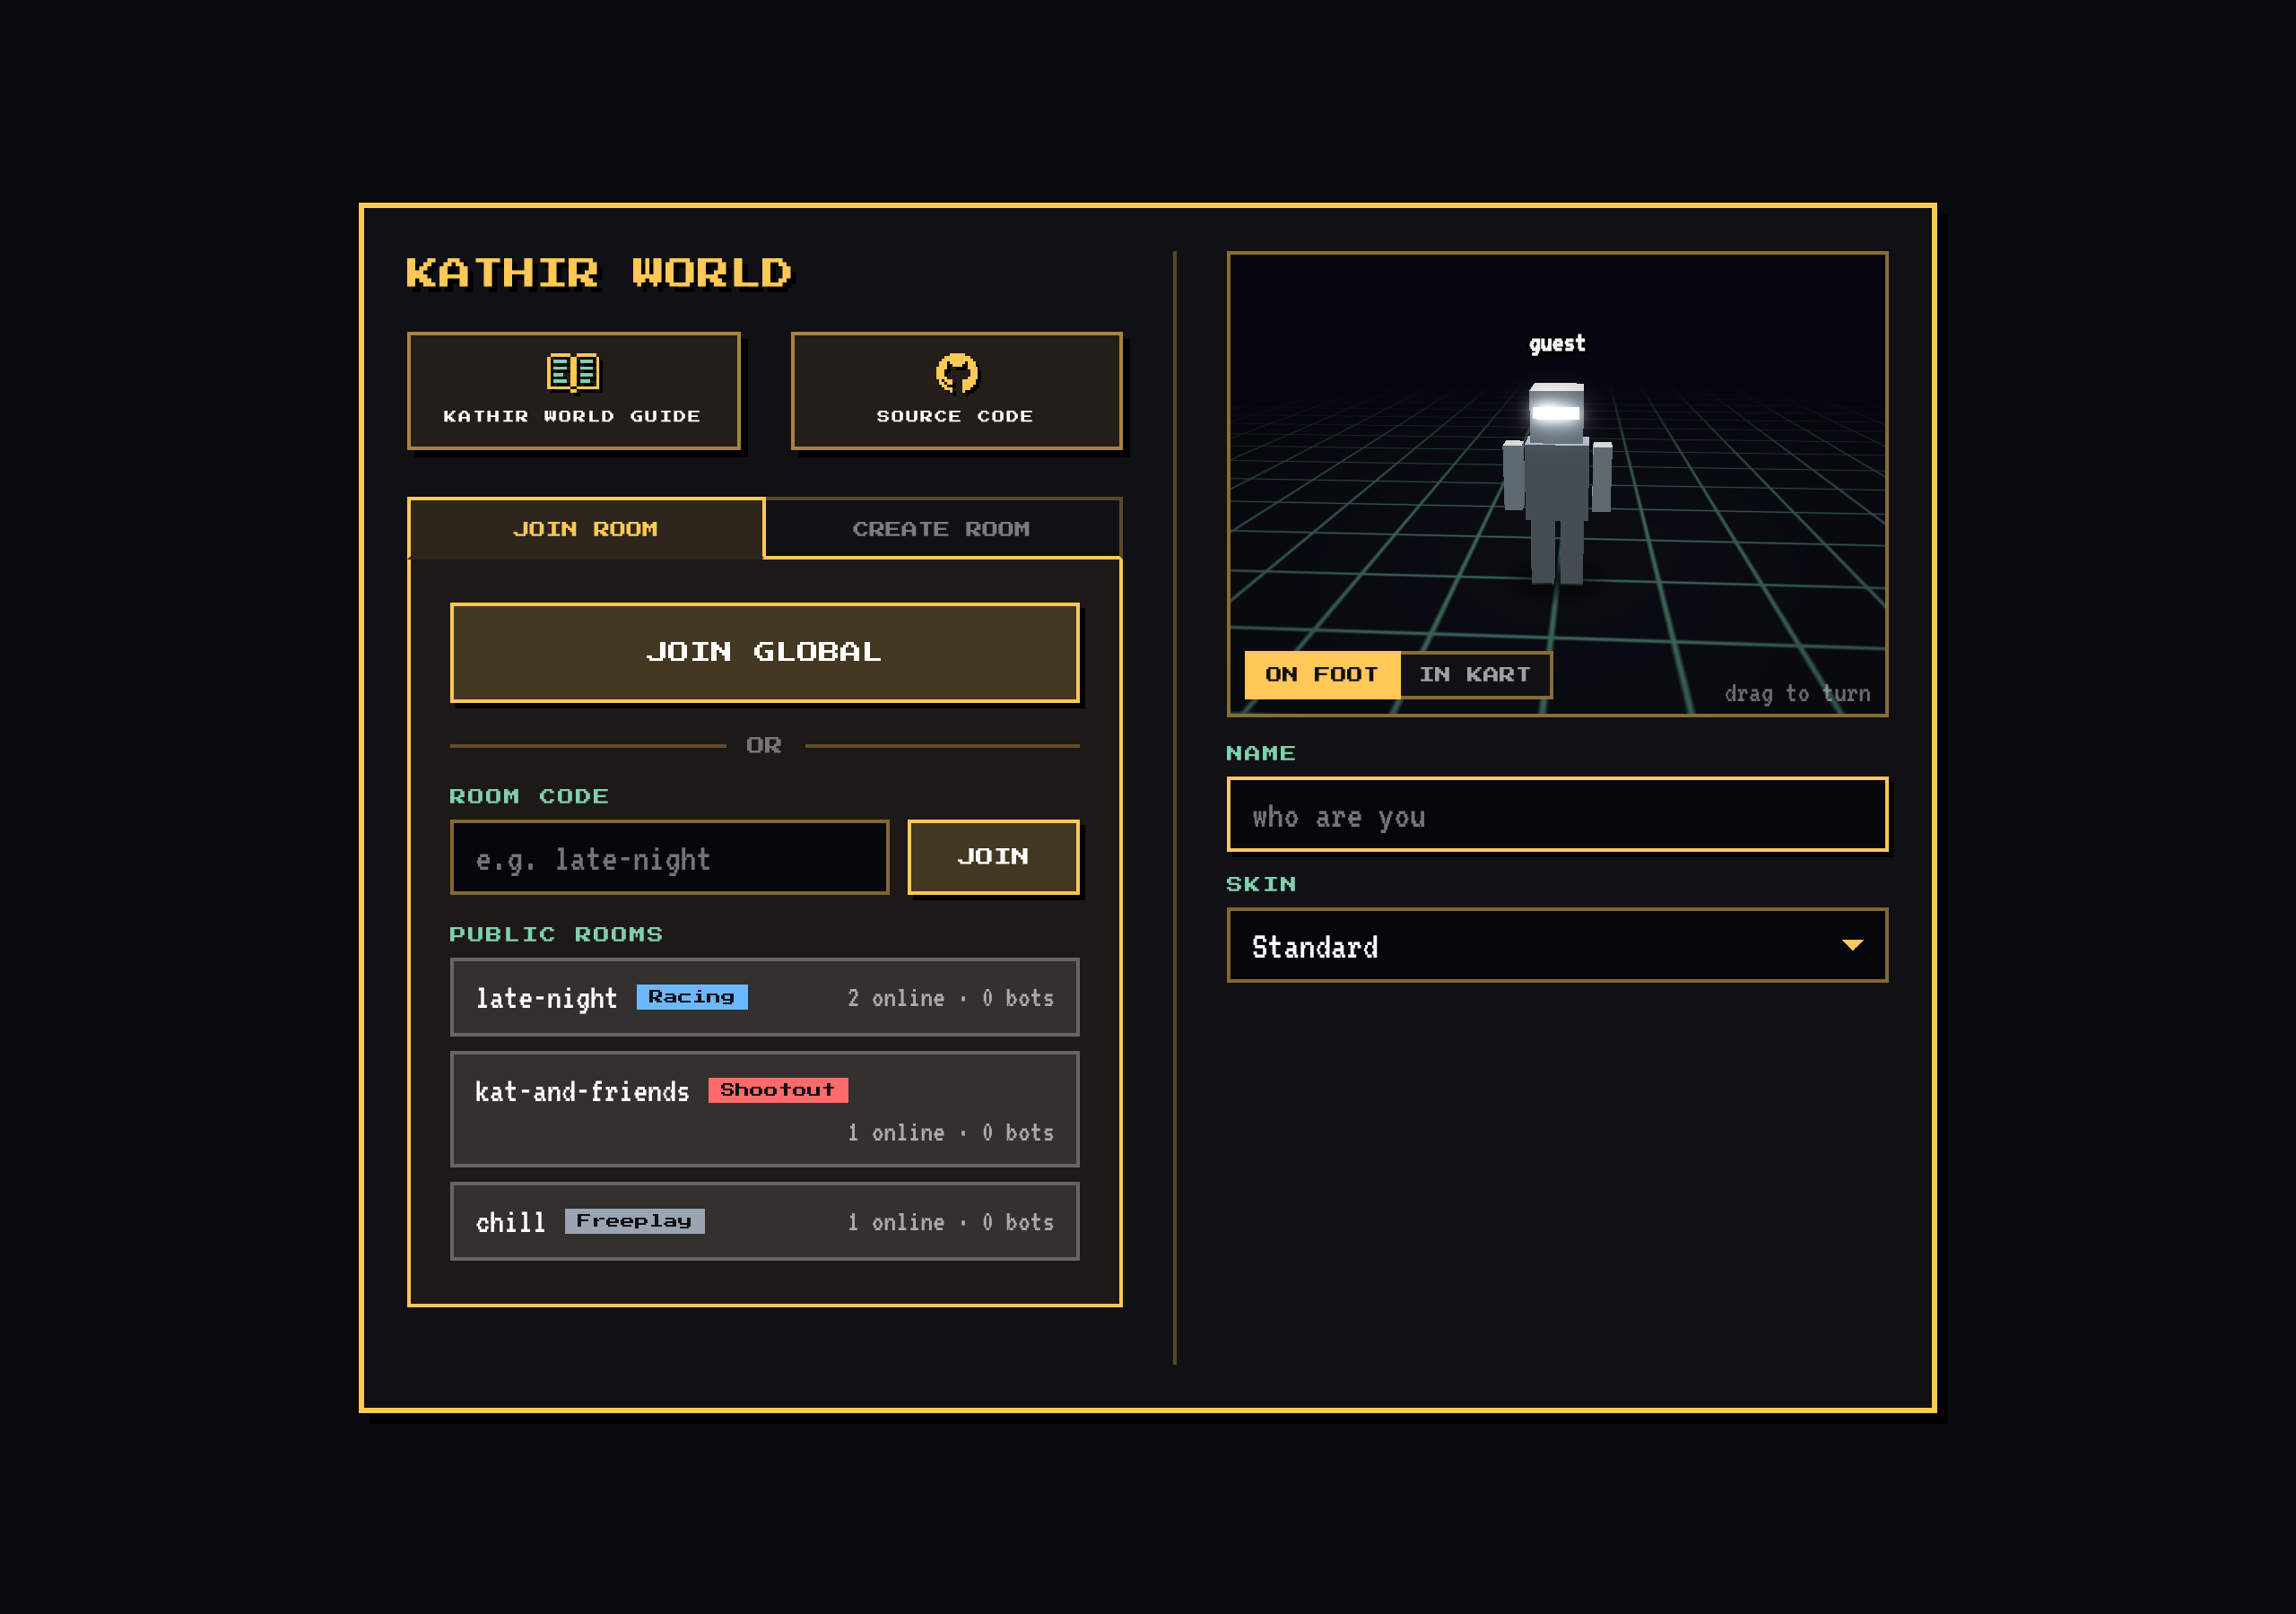 KATHIR WORLD
KATHIR WORLD GUIDE
SOURCE CODE
JOIN ROOM
CREATE ROOM
JOIN GLOBAL
OR
ROOM CODE
e.g. late-night
JOIN
PUBLIC ROOMS
late-night Racing 2 online · 0 bots
kat-and-friends Shootout
1 online · 0 bots
chill Freeplay 1 online · 0 bots
guest
ON FOOT IN KART
drag to turn
NAME
who are you
SKIN
Standard